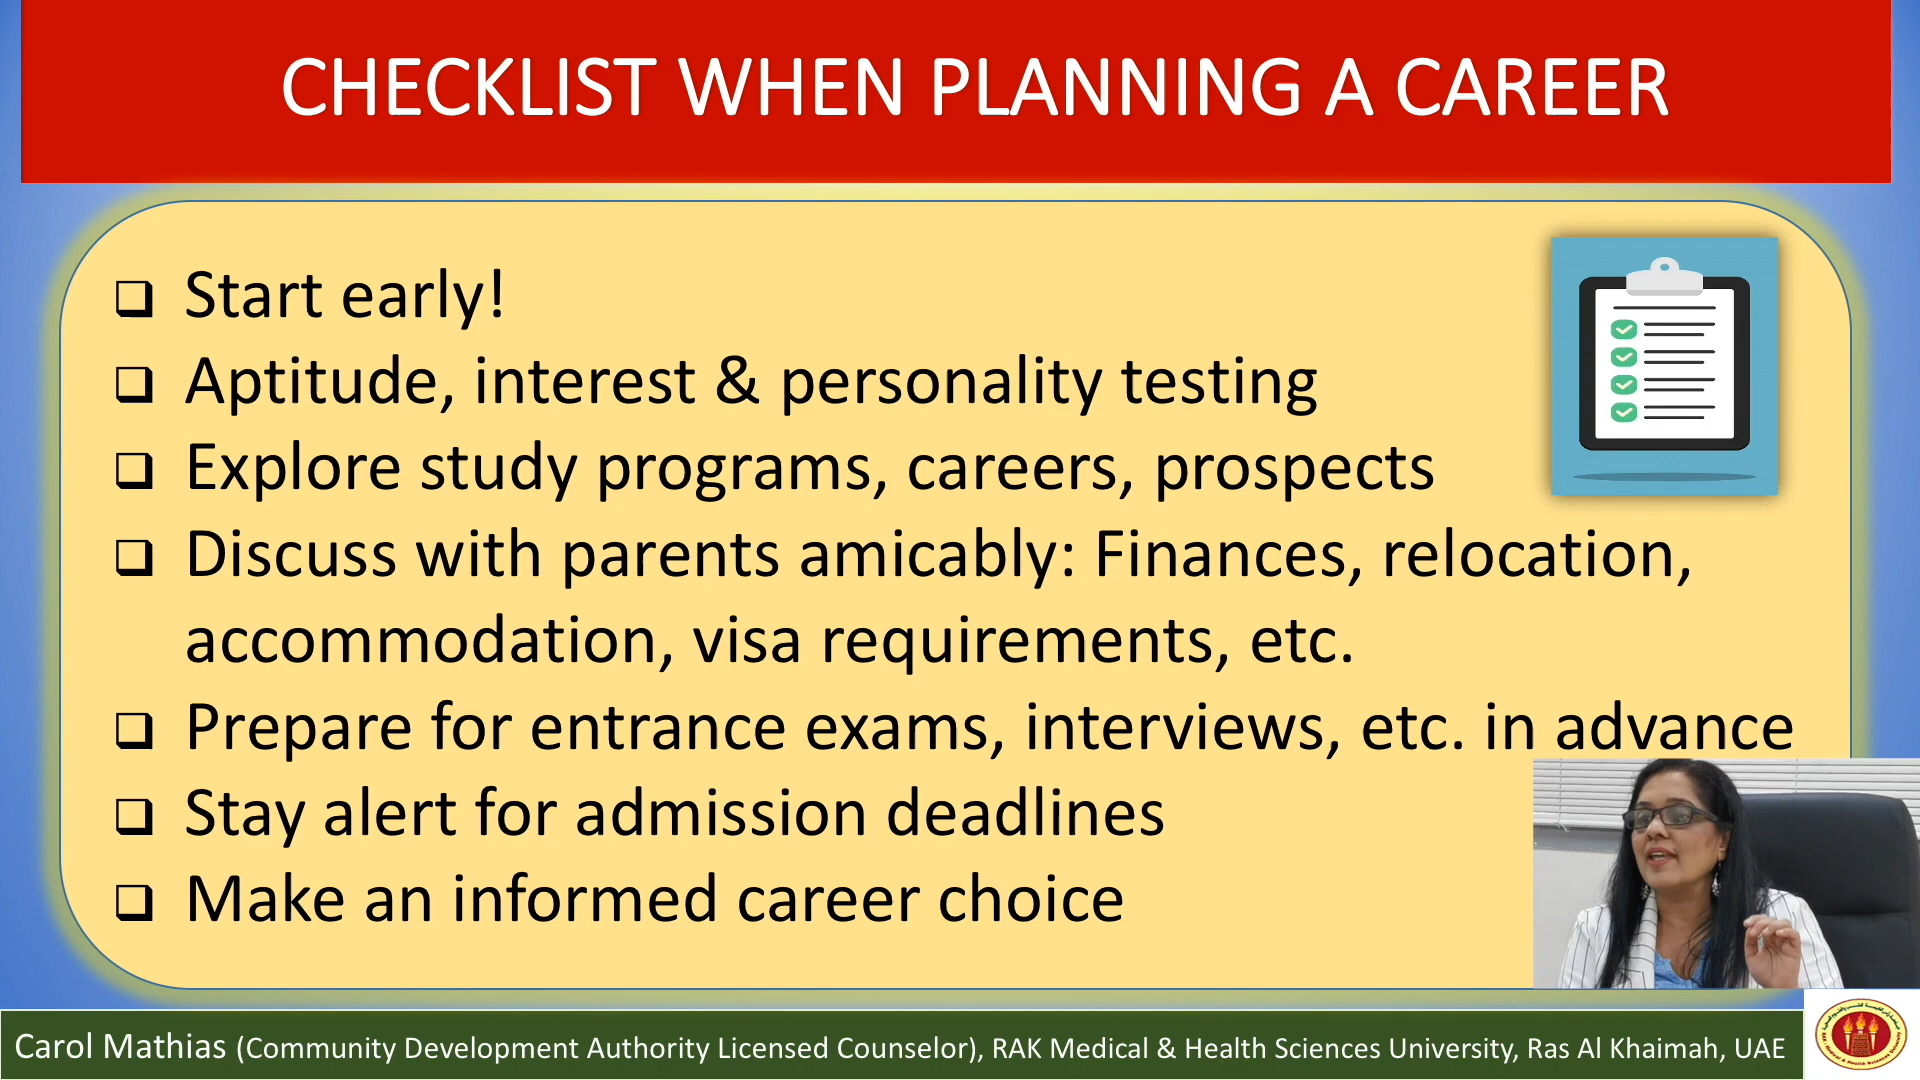 CHECKLIST WHEN PLANNING A CAREER
Start early!
Aptitude, interest & personality testing
Explore study programs, careers, prospects
Discuss with parents amicably: Finances, relocation,
accommodation, visa requirements, etc.
Prepare for entrance exams, interviews, etc. in advance
Stay alert for admission deadlines
Make an informed career choice
Carol Mathias (Community Development Authority Licensed Counselor), RAK Medical & Health Sciences University, Ras Al Khaimah, UAE